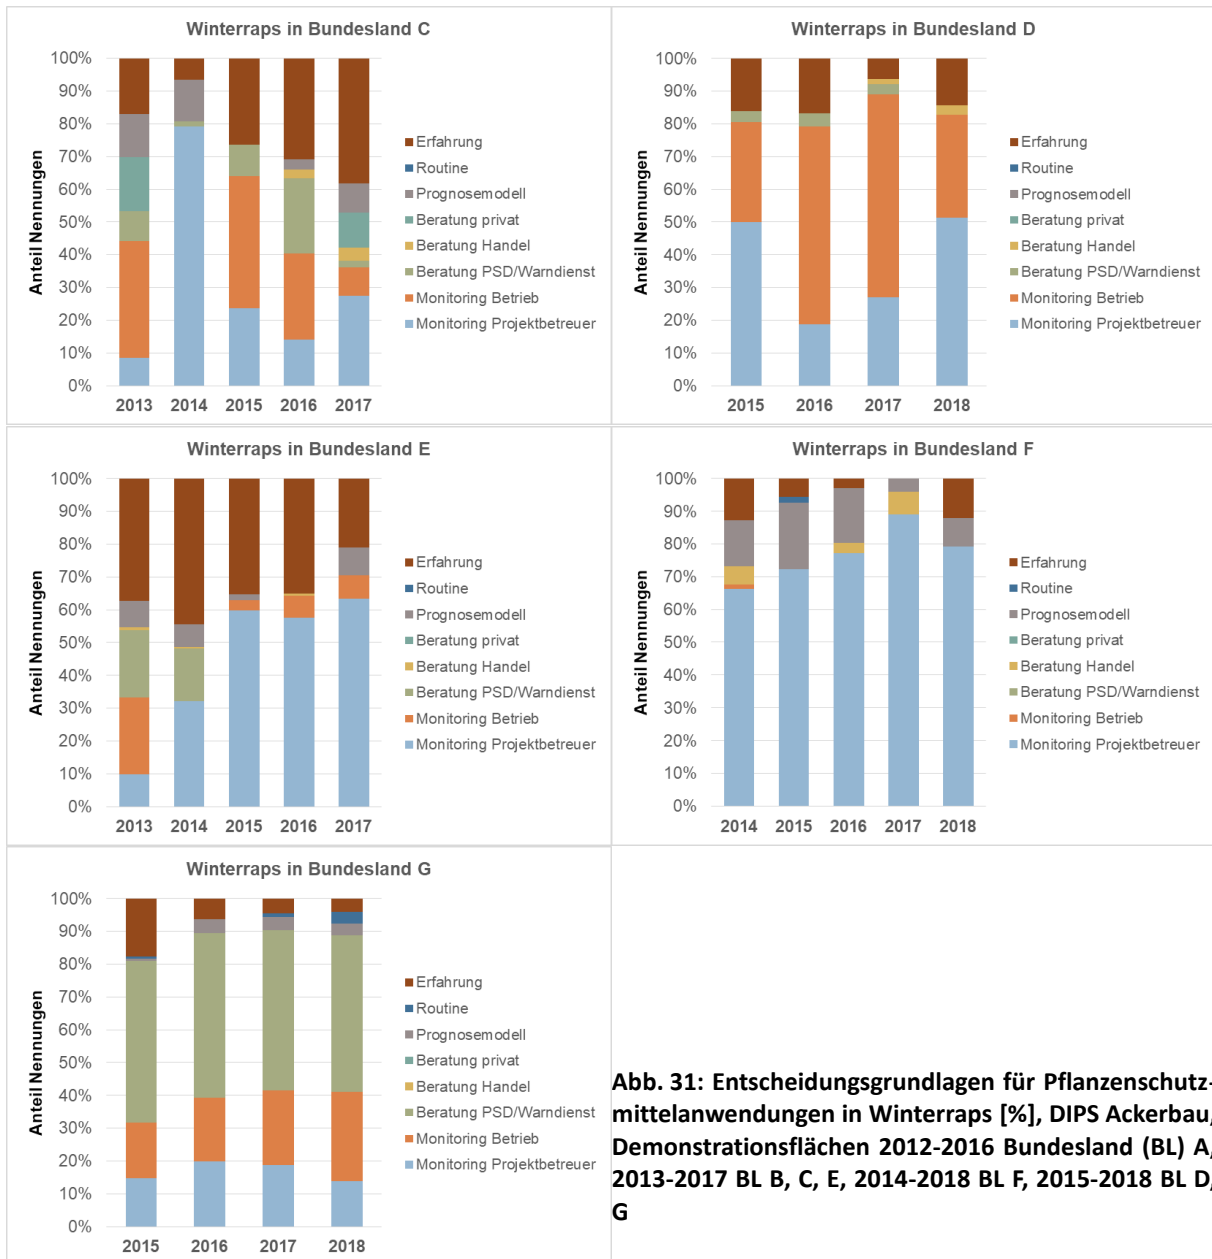 Winterraps in Bundesland C
Anteil Nennungen
100%
90%
80%
70%
60%
50%
40%
30%
20%
10%
0%
2013 2014 2015 2016 2017
Erfahrung
Routine
Prognosemodell
Beratung privat
Beratung Handel
Beratung PSD/Warndienst
Monitoring Betrieb
Monitoring Projektbetreuer
Winterraps in Bundesland D
Anteil Nennungen
100%
90%
80%
70%
60%
50%
40%
30%
20%
10%
0%
2015 2016 2017 2018
Erfahrung
Routine
Prognosemodell
Beratung privat
Beratung Handel
Beratung PSD/Warndienst
Monitoring Betrieb
Monitoring Projektbetreuer
Winterraps in Bundesland E
Anteil Nennungen
100%
90%
80%
70%
60%
50%
40%
30%
20%
10%
0%
2013 2014 2015 2016 2017
Erfahrung
Routine
Prognosemodell
Beratung privat
Beratung Handel
Beratung PSD/Warndienst
Monitoring Betrieb
Monitoring Projektbetreuer
Winterraps in Bundesland F
Anteil Nennungen
100%
90%
80%
70%
60%
50%
40%
30%
20%
10%
0%
2014 2015 2016 2017 2018
Erfahrung
Routine
Prognosemodell
Beratung privat
Beratung Handel
Beratung PSD/Warndienst
Monitoring Betrieb
Monitoring Projektbetreuer
Winterraps in Bundesland G
Anteil Nennungen
100%
90%
80%
70%
60%
50%
40%
30%
20%
10%
0%
2015 2016 2017 2018
Erfahrung
Routine
Prognosemodell
Beratung privat
Beratung Handel
Beratung PSD/Warndienst
Monitoring Betrieb
Monitoring Projektbetreuer
Abb. 31: Entscheidungsgrundlagen für Pflanzenschutz-
mittelanwendungen in Winterraps [%], DIPS Ackerbau,
Demonstrationsflächen 2012-2016 Bundesland (BL) A,
2013-2017 BL B, C, E, 2014-2018 BL F, 2015-2018 BL D,
G